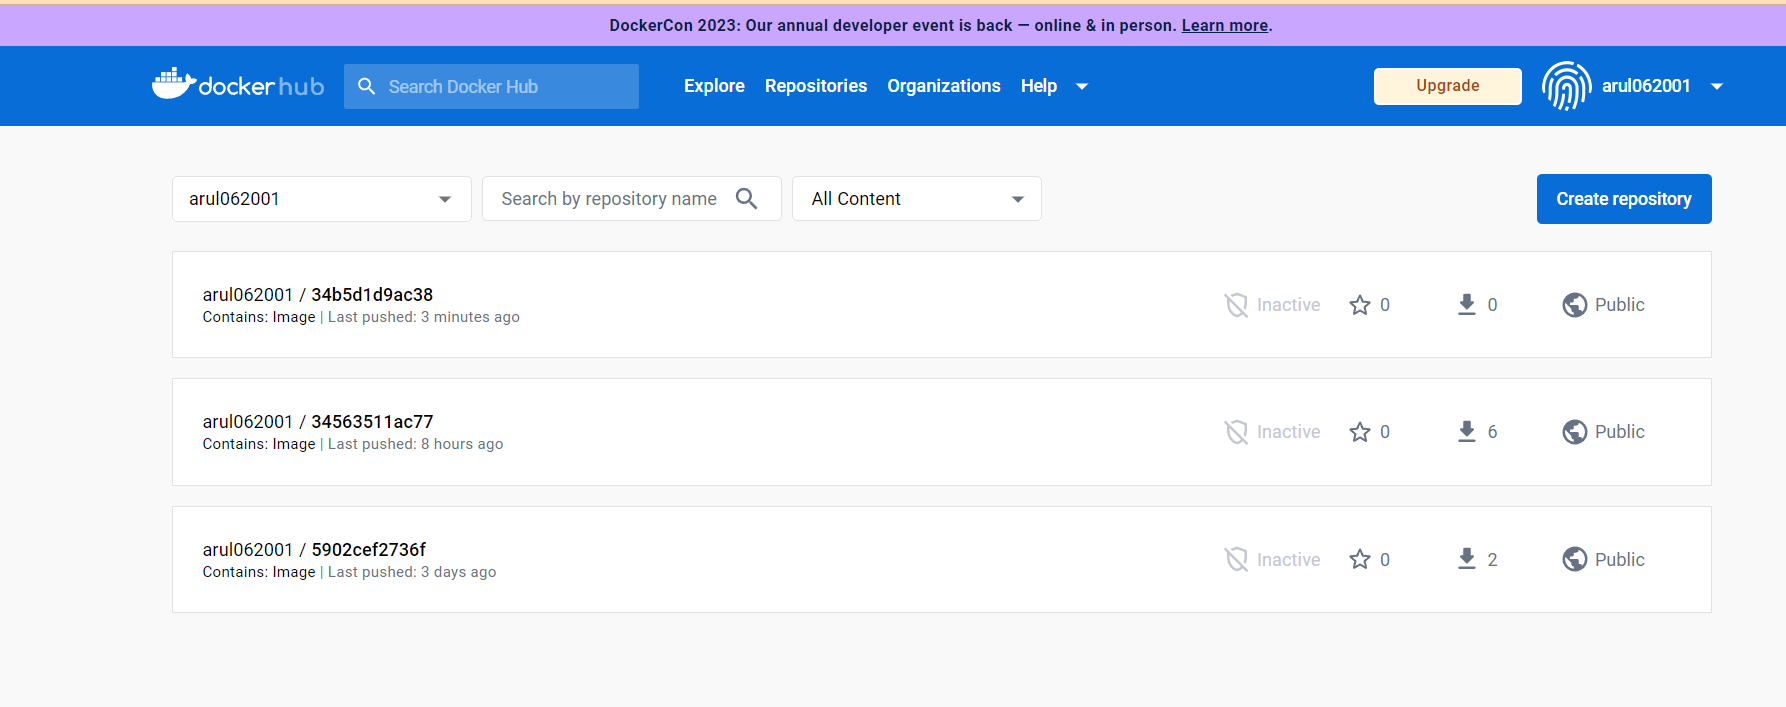 DockerCon 2023: Our annual developer event is back — online & in person. Learn more.
dockerhub
Search Docker Hub
Explore Repositories Organizations Help
Upgrade
arul062001
arul062001
Search by repository name
All Content
Create repository
arul062001 / 34b5d1d9ac38
Contains: Image | Last pushed: 3 minutes ago
Inactive 0 0 Public
arul062001 / 34563511ac77
Contains: Image | Last pushed: 8 hours ago
Inactive 0 6 Public
arul062001 / 5902cef2736f
Contains: Image | Last pushed: 3 days ago
Inactive 0 2 Public